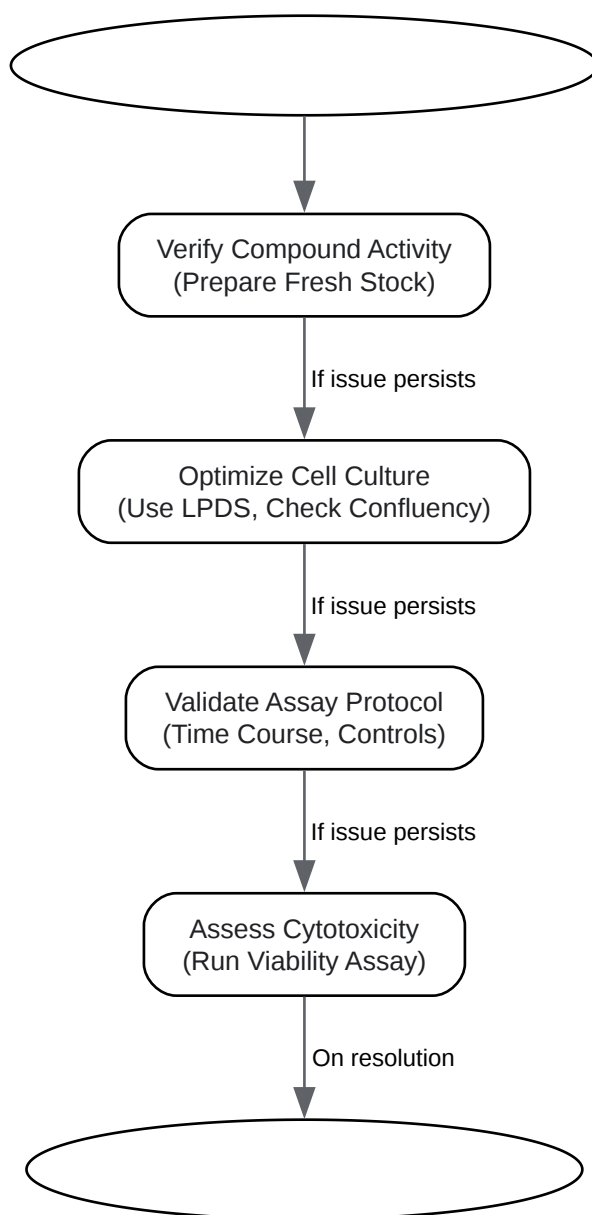 Verify Compound Activity
(Prepare Fresh Stock)
If issue persists
Optimize Cell Culture
(Use LPDS, Check Confluency)
If issue persists
Validate Assay Protocol
(Time Course, Controls)
If issue persists
Assess Cytotoxicity
(Run Viability Assay)
On resolution